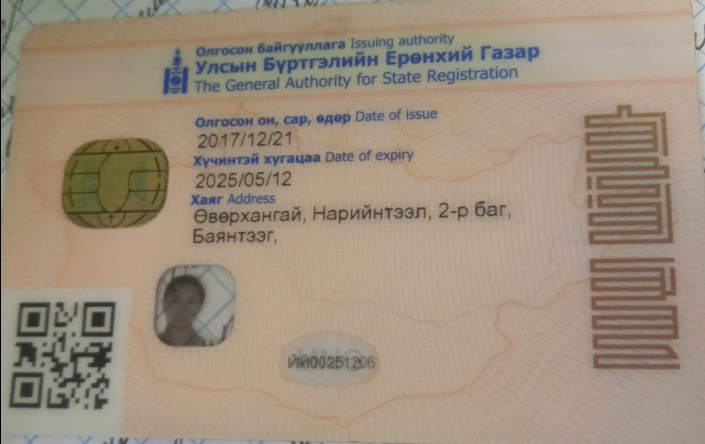 Олгосон байгууллага Issuing authority
Улсын Бүртгэлийн Ерөнхий Газар
The General Authority for State Registration
Олгосон он, сар, өдөр Date of issue
2017/12/21
Хүчинтэй хугацаа Date of expiry
2025/05/12
Хаяг Address
Өвөрхангай, Нарийнтээл, 2-р баг,
Баянтээг,